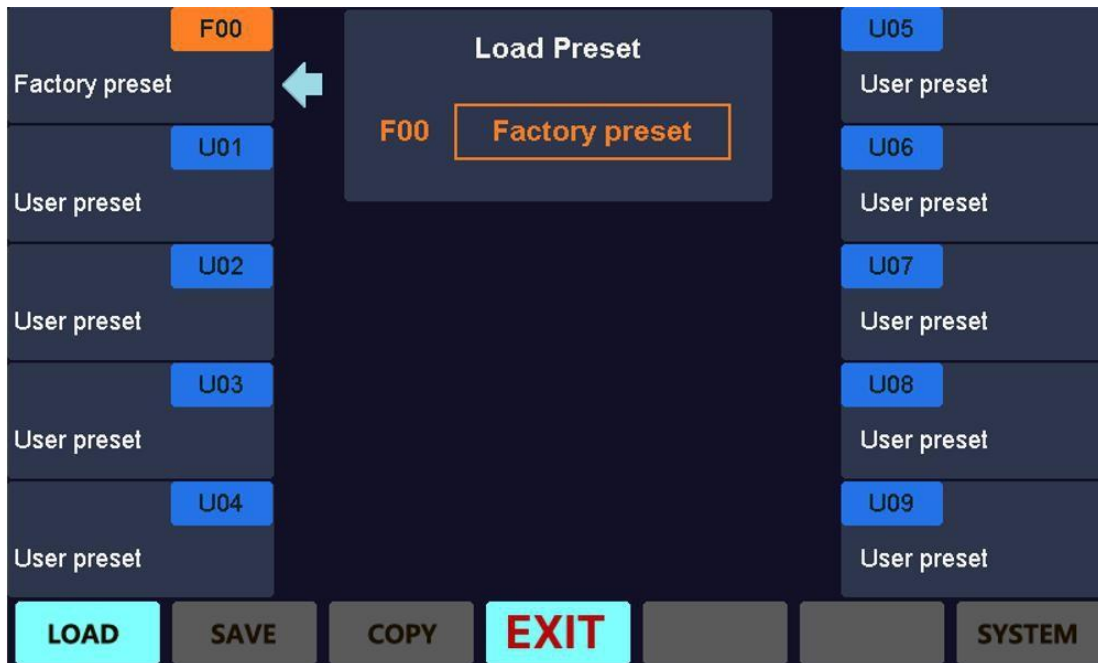 F00
Factory preset
U01
User preset
U02
User preset
U03
User preset
U04
User preset
Load Preset
F00 Factory preset
U05
User preset
U06
User preset
U07
User preset
U08
User preset
U09
User preset
LOAD SAVE COPY EXIT SYSTEM